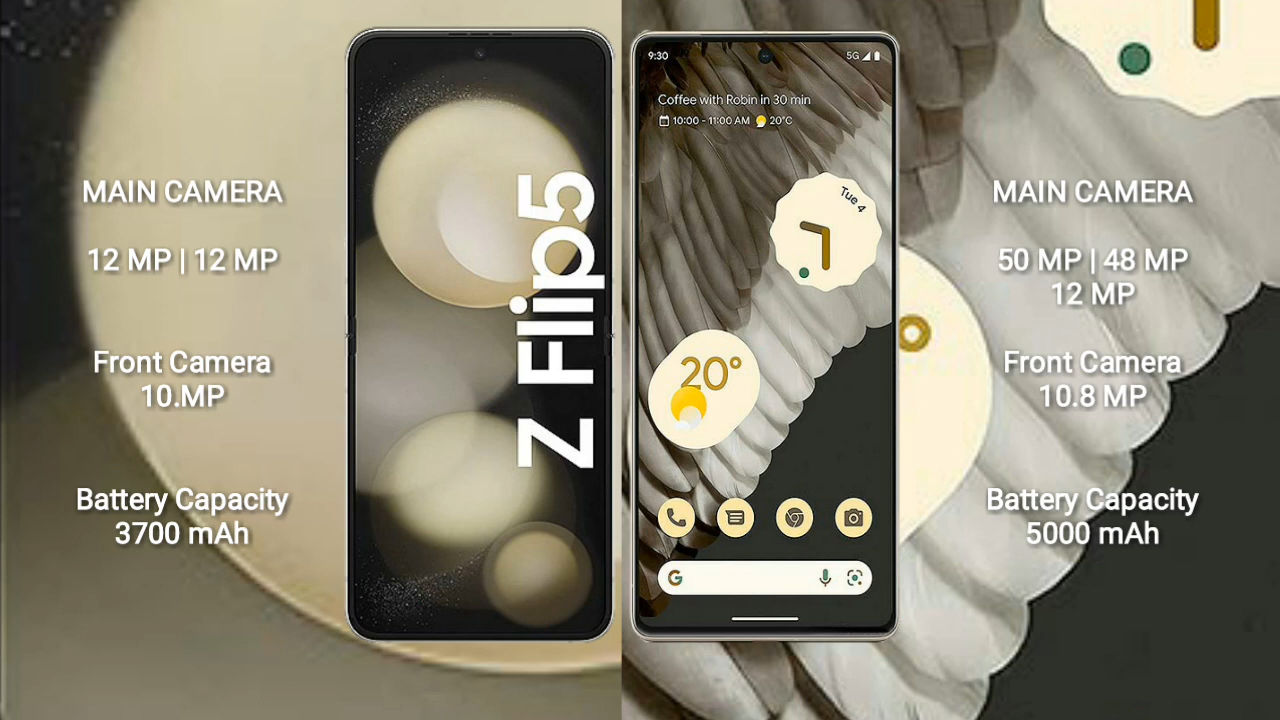 MAIN CAMERA
12 MP | 12 MP
Front Camera
10.MP
Battery Capacity
3700 mAh
Z Flip5
9:30
5G
Coffee with Robin in 30 min
10:00 - 11:00 AM 20°C
Tue 4
20°
G
MAIN CAMERA
50 MP | 48 MP
12 MP
Front Camera
10.8 MP
Battery Capacity
5000 mAh